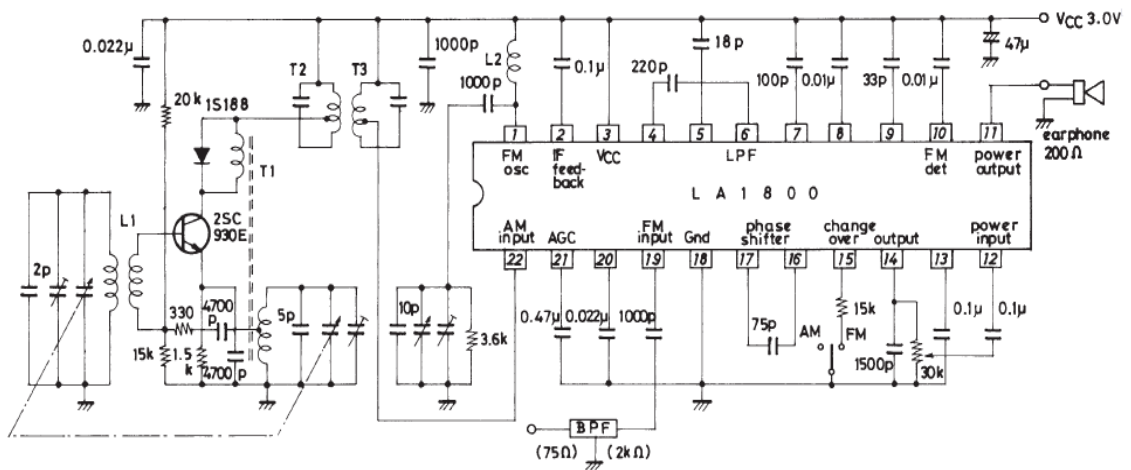 VCC 3.0V
0.022µ
1000p
L2
18p
47µ
T2
T3
0.1µ
220p
100p
0.01µ
33p
0.01µ
1000p
20k
1S188
earphone
200Ω
1
2
3
4
5
6
7
8
9
10
11
FM
osc
IF
feed-
back
VCC
LPF
FM
det
power
output
T1
LA1800
L1
2SC
930E
AM
input
AGC
FM
input
Gnd
phase
shifter
change
over
output
power
input
22
21
20
19
18
17
16
15
14
13
12
2p
330
4700
p
5p
10p
3.6k
0.47µ
0.022µ
1000p
75p
15k
AM
FM
0.1µ
0.1µ
15k
1.5
k
4700p
1500p
30k
BPF
(75Ω)
(2kΩ)